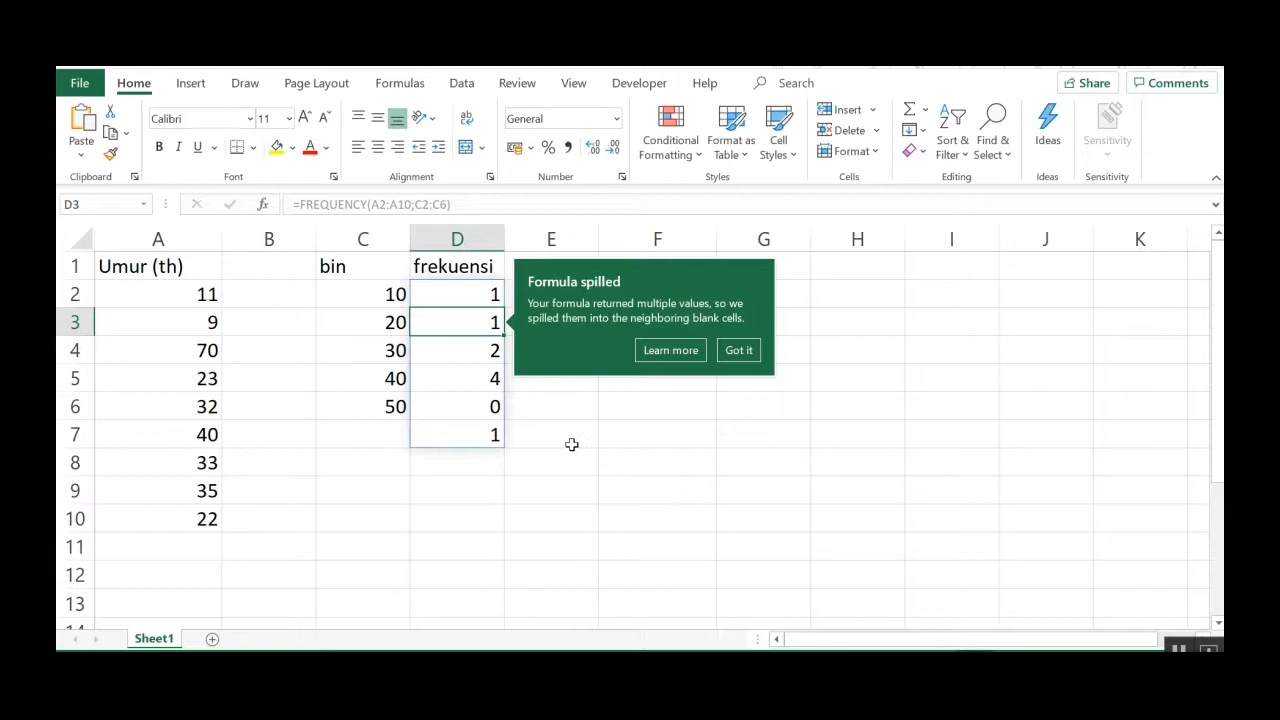 File Home Insert Draw Page Layout Formulas Data Review View Developer Help Search Share Comments
Calibri 11 General Insert
Paste Conditional Format as Cell Delete Sort & Find & Ideas Sensitivity
B I U A % Formatting Table Styles Format Filter Select
Clipboard Font Alignment Number Styles Cells Editing Ideas Sensitivity
D3 fx =FREQUENCY(A2:A10;C2:C6)
A B C D E F G H I J K
1 Umur (th) bin frekuensi
2 11 10 1
3 9 20 1
4 70 30 2
5 23 40 4
6 32 50 0
7 40 1
8 33
9 35
10 22
11
12
13
Formula spilled
Your formula returned multiple values, so we
spilled them into the neighboring blank cells.
Learn more Got it
Sheet1